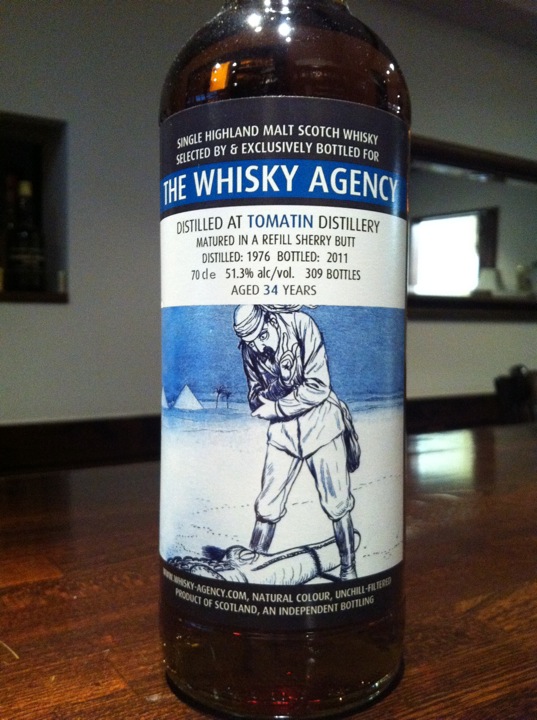 SINGLE HIGHLAND MALT SCOTCH WHISKY
SELECTED BY & EXCLUSIVELY BOTTLED FOR
THE WHISKY AGENCY
DISTILLED AT TOMATIN DISTILLERY
MATURED IN A REFILL SHERRY BUTT
DISTILLED: 1976 BOTTLED: 2011
70 cl e 51.3% alc/vol. 309 BOTTLES
AGED 34 YEARS
WWW.WHISKY-AGENCY.COM, NATURAL COLOUR, UNCHILL-FILTERED
PRODUCT OF SCOTLAND, AN INDEPENDENT BOTTLING